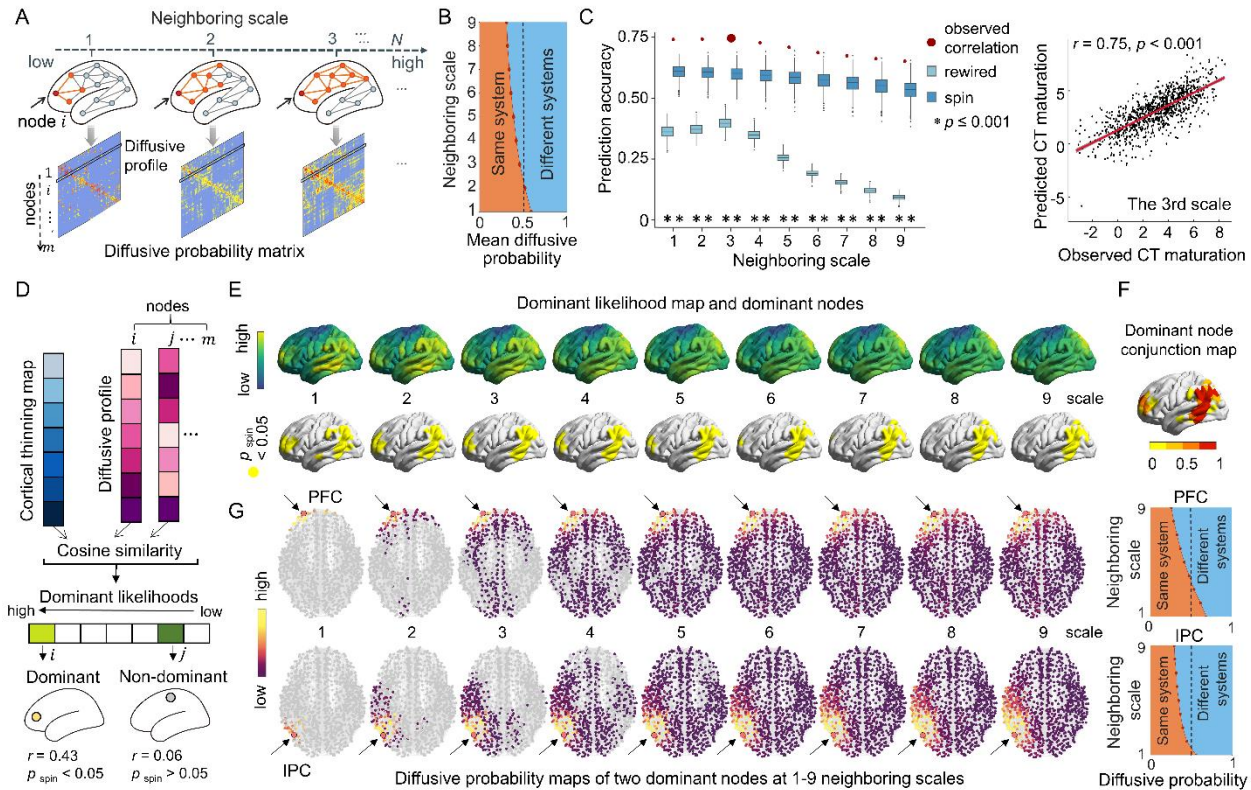 A
Neighboring scale
1 2 3 ... N
low high
node i
Diffusive
profile
nodes
1
i
m
...
Diffusive probability matrix
B
Neighboring scale
9
8
7
6
5
4
3
2
1
Same system
Different systems
0 0.5 1
Mean diffusive
probability
C
Prediction accuracy
0.75
0.50
0.25
0
observed
correlation
rewired
spin
* p ≤ 0.001
** ** ** ** ** ** ** ** **
1 2 3 4 5 6 7 8 9
Neighboring scale
r = 0.75, p < 0.001
Predicted CT maturation
10
5
0
-5
The 3rd scale
-2 0 2 4 6 8
Observed CT maturation
D
nodes
i j ... m
Cortical thinning map
Diffusive profile
...
Cosine similarity
Dominant likelihoods
high low
i j
Dominant Non-dominant
r = 0.43 r = 0.06
p spin < 0.05 p spin > 0.05
E
Dominant likelihood map and dominant nodes
high
low
1 2 3 4 5 6 7 8 9 scale
p spin
< 0.05
F
Dominant node
conjunction map
0 0.5 1
G
PFC
high
low
1 2 3 4 5 6 7 8 9 scale
IPC
Diffusive probability maps of two dominant nodes at 1-9 neighboring scales
PFC
Neighboring
scale
9
1
Same system
Different
systems
0 1
IPC
Neighboring
scale
9
1
Same system
Different
systems
0 1
Diffusive probability